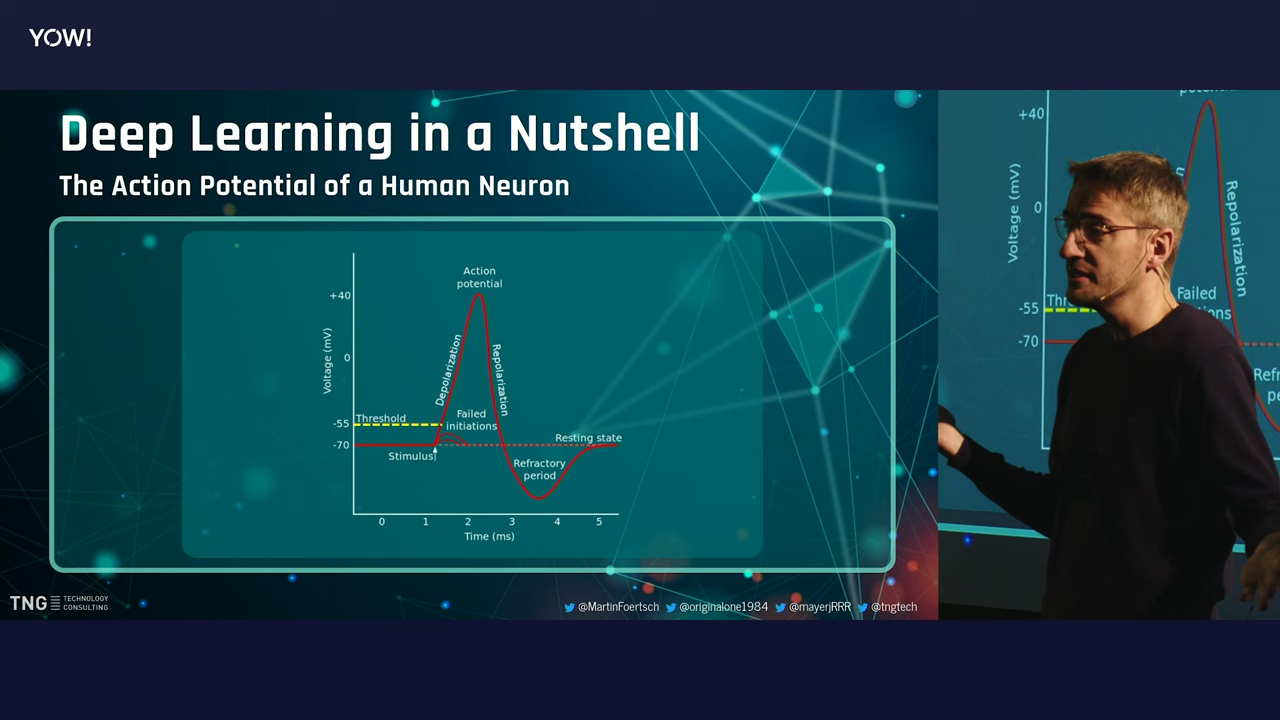 YOW!
Deep Learning in a Nutshell
The Action Potential of a Human Neuron
Action
potential
+40
Voltage (mV)
0
Depolarization
Repolarization
-55
Threshold
Failed
initiations
-70
Stimulus
Resting state
Refractory
period
0 1 2 3 4 5
Time (ms)
TNG TECHNOLOGY
CONSULTING
@MartinFoertsch @originalone1984 @mayerjRRR @tngtech
+40
Voltage (mV)
0
Repolarization
-55
Failed
-70